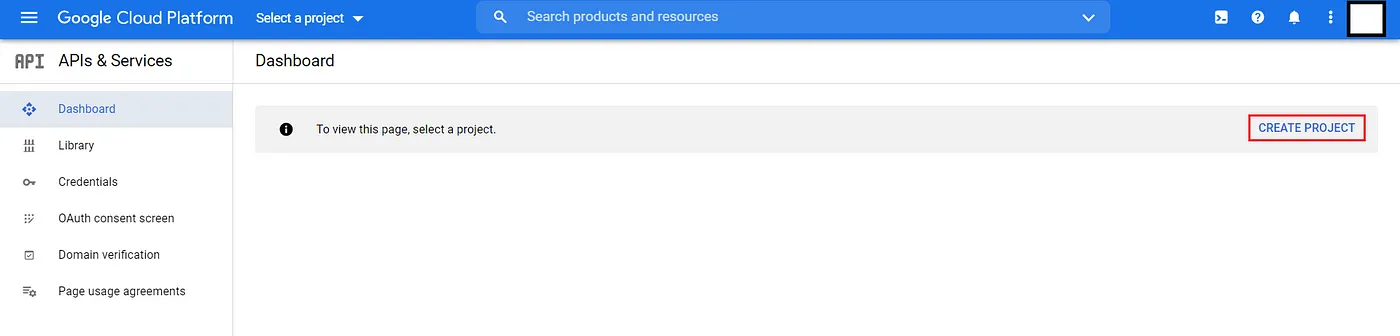 Google Cloud Platform
Select a project
Search products and resources
API
APIs & Services
Dashboard
Dashboard
Library
Credentials
OAuth consent screen
Domain verification
Page usage agreements
To view this page, select a project.
CREATE PROJECT